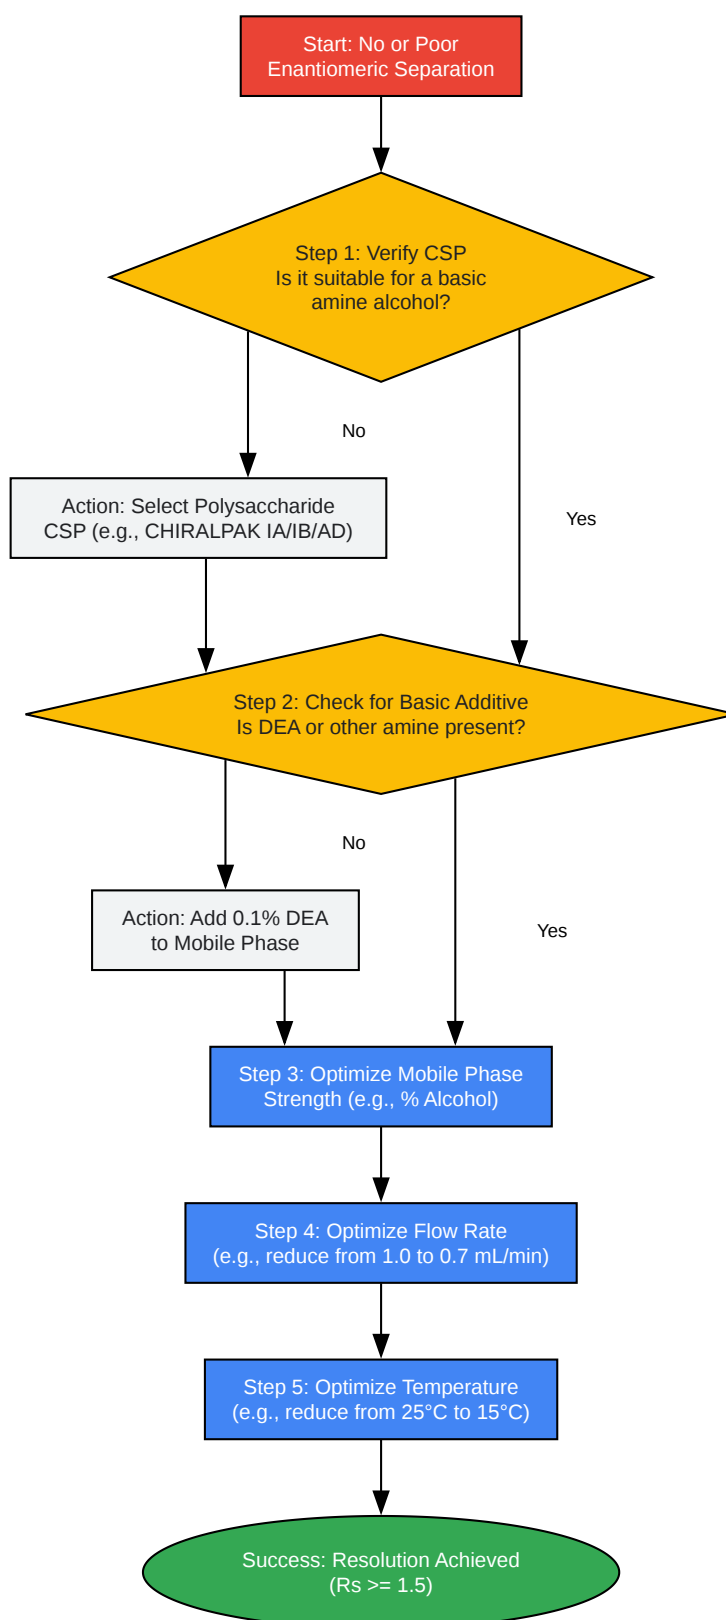 Start: No or Poor
Enantiomeric Separation
Step 1: Verify CSP
Is it suitable for a basic
amine alcohol?
No
Action: Select Polysaccharide
CSP (e.g., CHIRALPAK IA/IB/AD)
Yes
Step 2: Check for Basic Additive
Is DEA or other amine present?
No
Action: Add 0.1% DEA
to Mobile Phase
Yes
Step 3: Optimize Mobile Phase
Strength (e.g., % Alcohol)
Step 4: Optimize Flow Rate
(e.g., reduce from 1.0 to 0.7 mL/min)
Step 5: Optimize Temperature
(e.g., reduce from 25°C to 15°C)
Success: Resolution Achieved
(Rs >= 1.5)